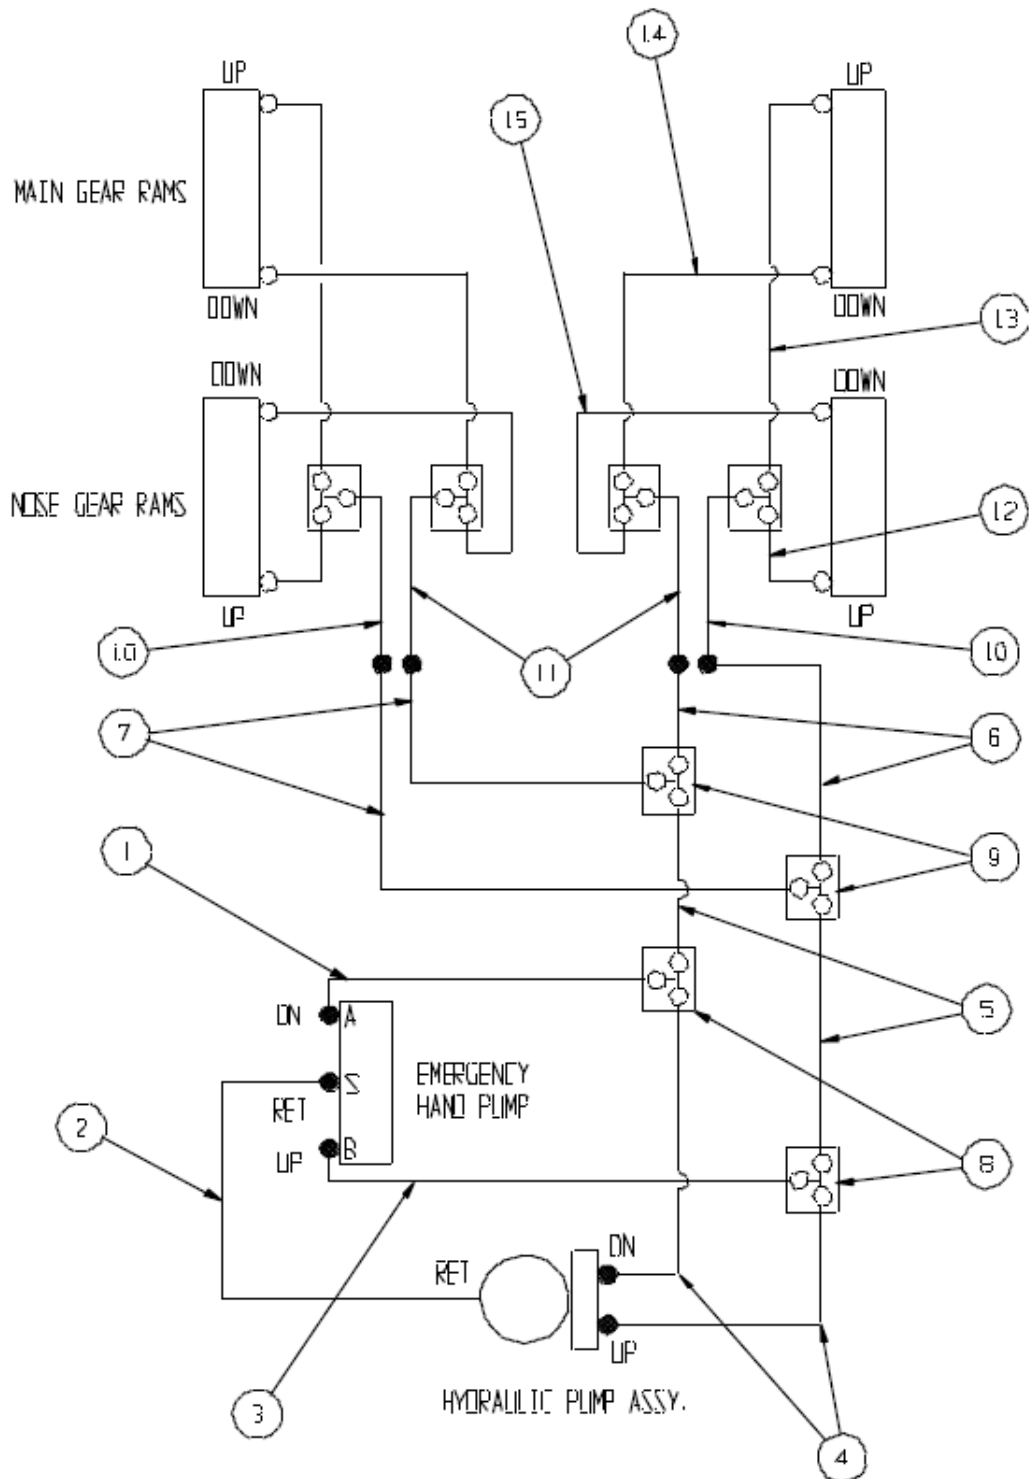 14
UP
UP
15
MAIN GEAR RAMS
DOWN
DOWN
13
DOWN
DOWN
NOSE GEAR RAMS
12
UP
UP
10
11
10
7
6
1
9
DN
A
5
S
EMERGENCY
HAND PUMP
RET
2
UP
B
8
DN
RET
UP
3
HYDRAULIC PUMP ASSY.
4